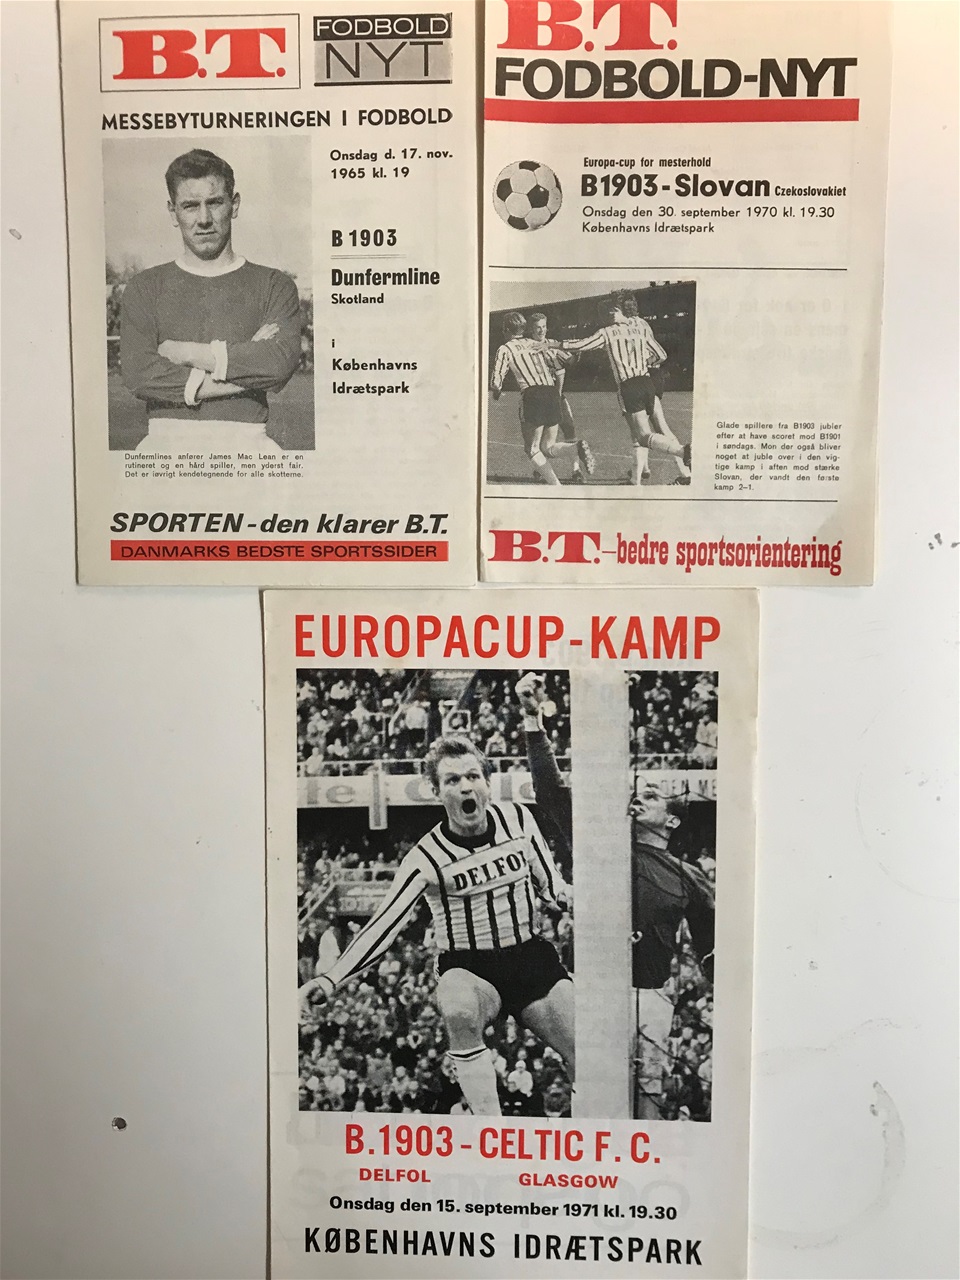 B.T.
FODBOLD
NYT
MESSEBYTURNERINGEN I FODBOLD
Onsdag d. 17. nov.
1965 kl. 19
B 1903
Dunfermline
Skotland
i
Københavns
Idrætspark
Dunfermlines anfører James Mac Lean er en
rutineret og en hård spiller, men yderst fair.
Det er iøvrigt kendetegnende for alle skotterne.
SPORTEN - den klarer B.T.
DANMARKS BEDSTE SPORTSSIDER
B.T.
FODBOLD-NYT
Europa-cup for mesterhold
B1903 - Slovan Czekoslovakiet
Onsdag den 30. september 1970 kl. 19.30
Københavns Idrætspark
Glade spillere fra B1903 jubler
efter at have scoret mod B1901
i søndags. Mon der også bliver
noget at juble over i den vig-
tige kamp i aften mod stærke
Slovan, der vandt den første
kamp 2-1.
B.T.-bedre sportsorientering
EUROPACUP-KAMP
DELFOL
B.1903 - CELTIC F. C.
DELFOL GLASGOW
Onsdag den 15. september 1971 kl. 19.30
KØBENHAVNS IDRÆTSPARK